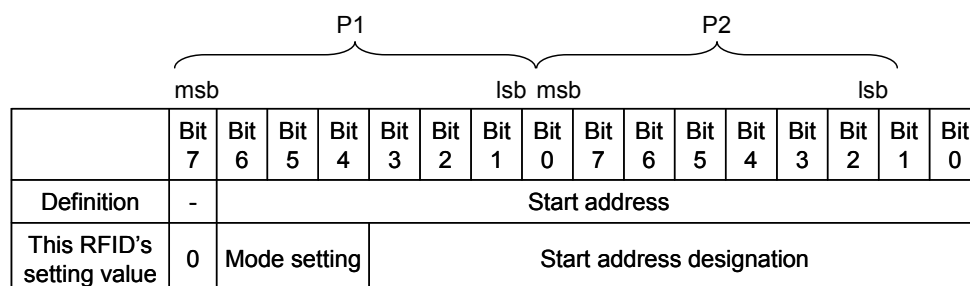 P1 P2
msb lsb msb lsb
Bit 7 Bit 6 Bit 5 Bit 4 Bit 3 Bit 2 Bit 1 Bit 0 Bit 7 Bit 6 Bit 5 Bit 4 Bit 3 Bit 2 Bit 1 Bit 0
Definition - Start address
This RFID's setting value 0 Mode setting Start address designation